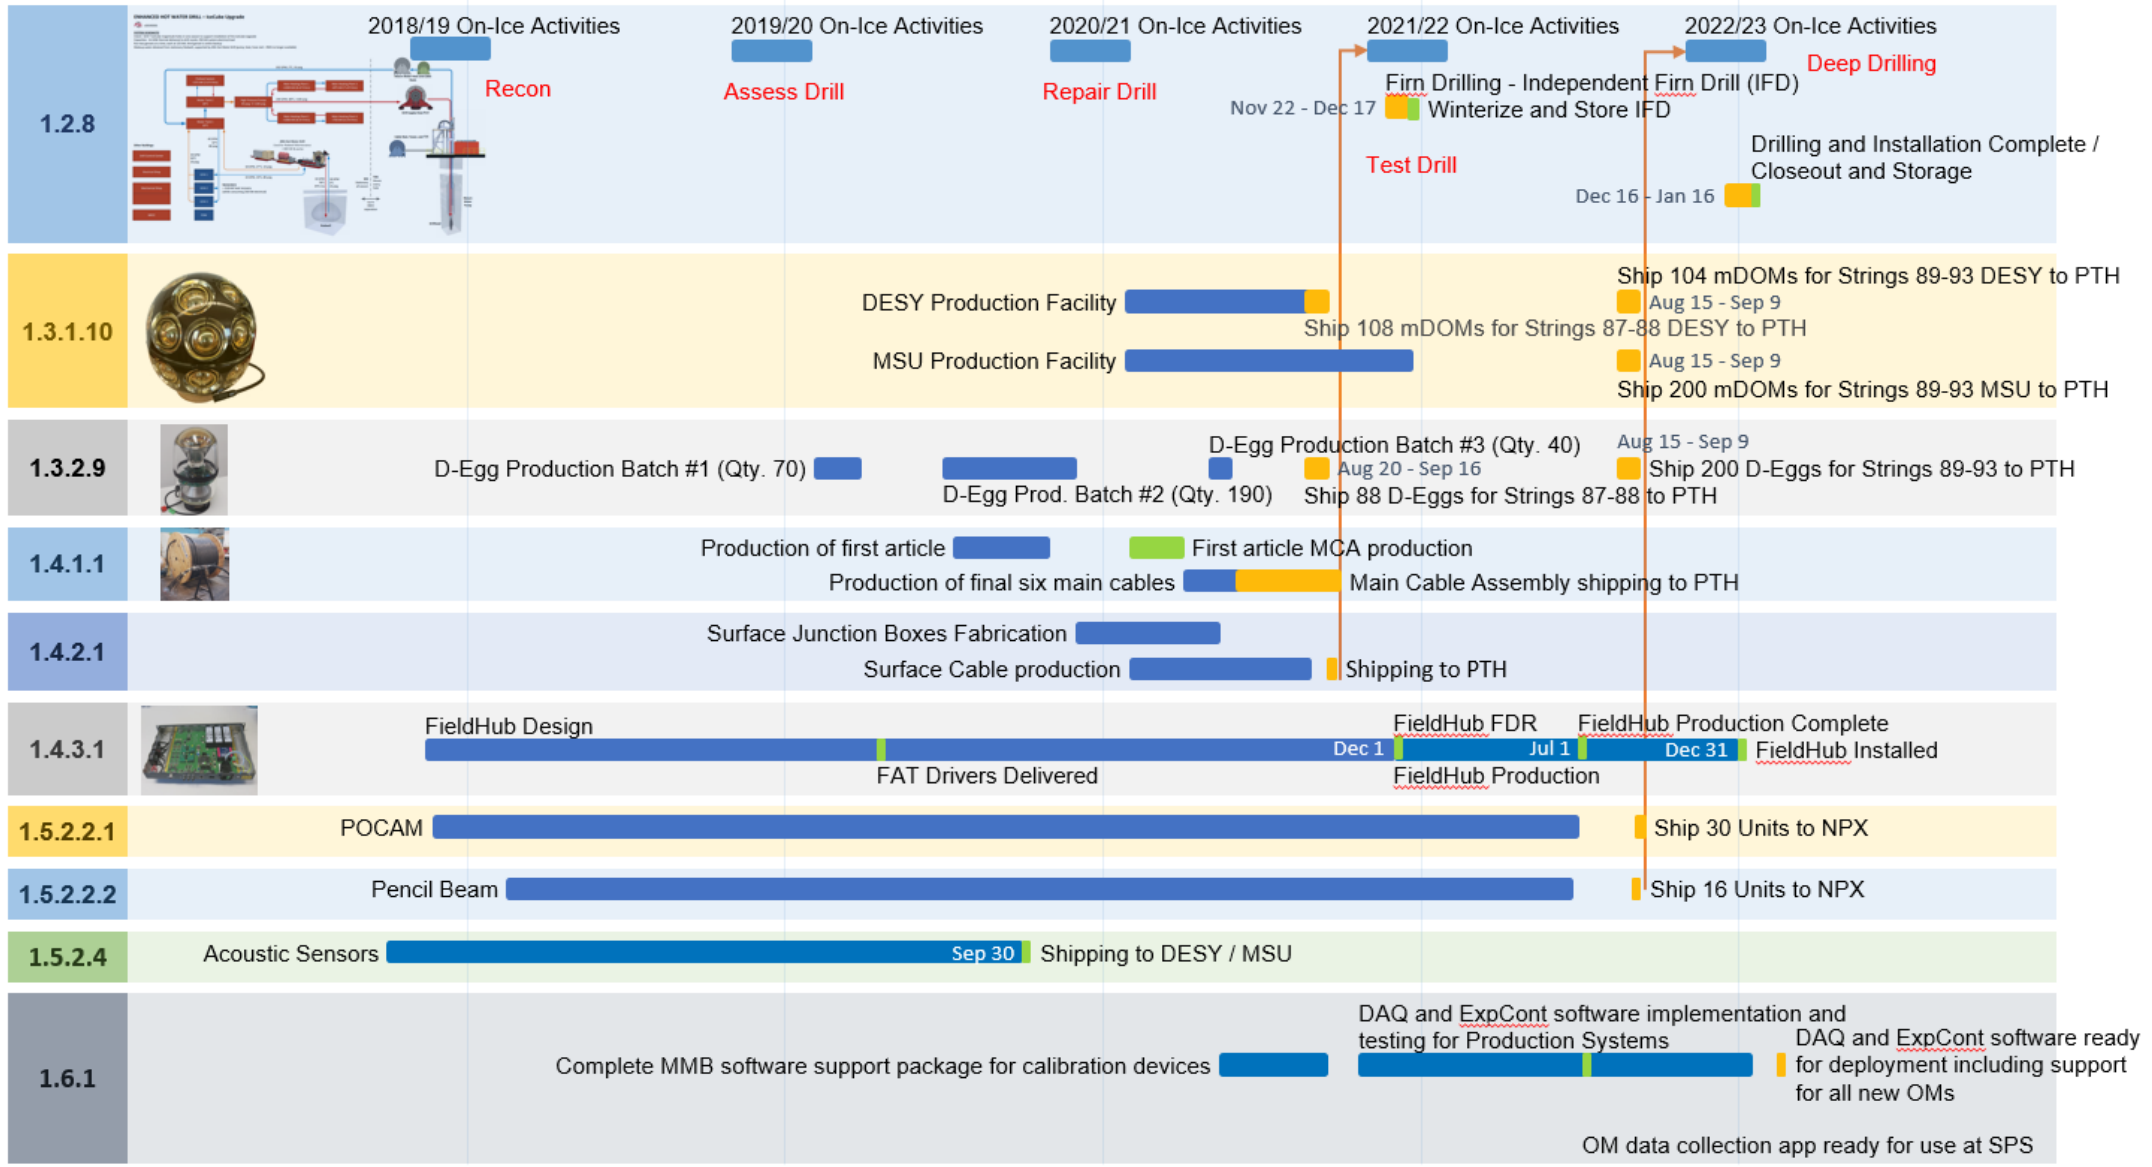 ENHANCED HOT WATER DRILL – IceCube Upgrade
2018/19 On-Ice Activities
2019/20 On-Ice Activities
2020/21 On-Ice Activities
2021/22 On-Ice Activities
2022/23 On-Ice Activities
Recon
Assess Drill
Repair Drill
Deep Drilling
Firn Drilling - Independent Firn Drill (IFD)
Nov 22 - Dec 17
Winterize and Store IFD
1.2.8
Test Drill
Drilling and Installation Complete /
Closeout and Storage
Dec 16 - Jan 16
1.3.1.10
Ship 104 mDOMs for Strings 89-93 DESY to PTH
DESY Production Facility
Aug 15 - Sep 9
Ship 108 mDOMs for Strings 87-88 DESY to PTH
MSU Production Facility
Aug 15 - Sep 9
Ship 200 mDOMs for Strings 89-93 MSU to PTH
1.3.2.9
D-Egg Production Batch #3 (Qty. 40)
Aug 15 - Sep 9
D-Egg Production Batch #1 (Qty. 70)
Aug 20 - Sep 16
Ship 200 D-Eggs for Strings 89-93 to PTH
D-Egg Prod. Batch #2 (Qty. 190)
Ship 88 D-Eggs for Strings 87-88 to PTH
1.4.1.1
Production of first article
First article MCA production
Production of final six main cables
Main Cable Assembly shipping to PTH
1.4.2.1
Surface Junction Boxes Fabrication
Surface Cable production
Shipping to PTH
1.4.3.1
FieldHub Design
FieldHub FDR
FieldHub Production Complete
Dec 1
Jul 1
Dec 31
FieldHub Installed
FAT Drivers Delivered
FieldHub Production
1.5.2.2.1
POCAM
Ship 30 Units to NPX
1.5.2.2.2
Pencil Beam
Ship 16 Units to NPX
1.5.2.4
Acoustic Sensors
Sep 30
Shipping to DESY / MSU
1.6.1
DAQ and ExpCont software implementation and
testing for Production Systems
Complete MMB software support package for calibration devices
DAQ and ExpCont software ready
for deployment including support
for all new OMs
OM data collection app ready for use at SPS